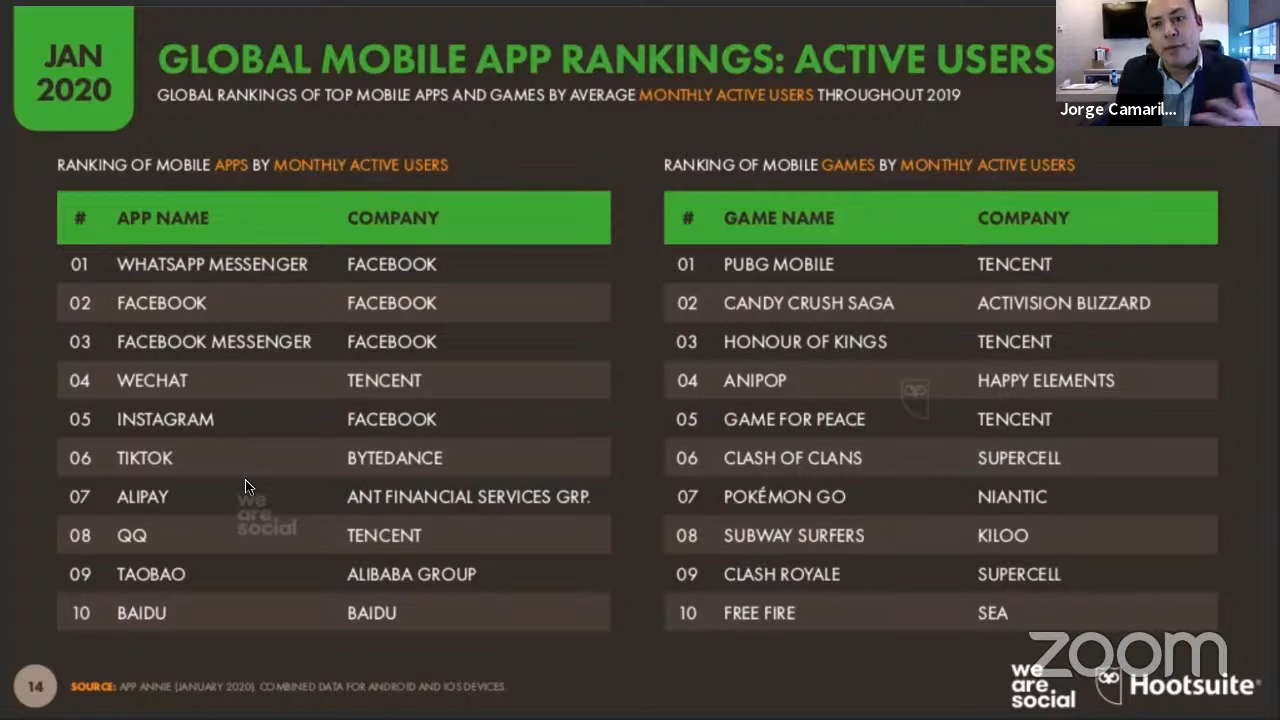 JAN
2020
GLOBAL MOBILE APP RANKINGS: ACTIVE USERS
GLOBAL RANKINGS OF TOP MOBILE APPS AND GAMES BY AVERAGE MONTHLY ACTIVE USERS THROUGHOUT 2019
Jorge Camaril...
RANKING OF MOBILE APPS BY MONTHLY ACTIVE USERS
# APP NAME COMPANY
01 WHATSAPP MESSENGER FACEBOOK
02 FACEBOOK FACEBOOK
03 FACEBOOK MESSENGER FACEBOOK
04 WECHAT TENCENT
05 INSTAGRAM FACEBOOK
06 TIKTOK BYTEDANCE
07 ALIPAY ANT FINANCIAL SERVICES GRP.
08 QQ TENCENT
09 TAOBAO ALIBABA GROUP
10 BAIDU BAIDU
we
are
social
RANKING OF MOBILE GAMES BY MONTHLY ACTIVE USERS
# GAME NAME COMPANY
01 PUBG MOBILE TENCENT
02 CANDY CRUSH SAGA ACTIVISION BLIZZARD
03 HONOUR OF KINGS TENCENT
04 ANIPOP HAPPY ELEMENTS
05 GAME FOR PEACE TENCENT
06 CLASH OF CLANS SUPERCELL
07 POKÉMON GO NIANTIC
08 SUBWAY SURFERS KILOO
09 CLASH ROYALE SUPERCELL
10 FREE FIRE SEA
14
SOURCE: APP ANNIE (JANUARY 2020). COMBINED DATA FOR ANDROID AND IOS DEVICES.
zoom
we
are
social
Hootsuite®